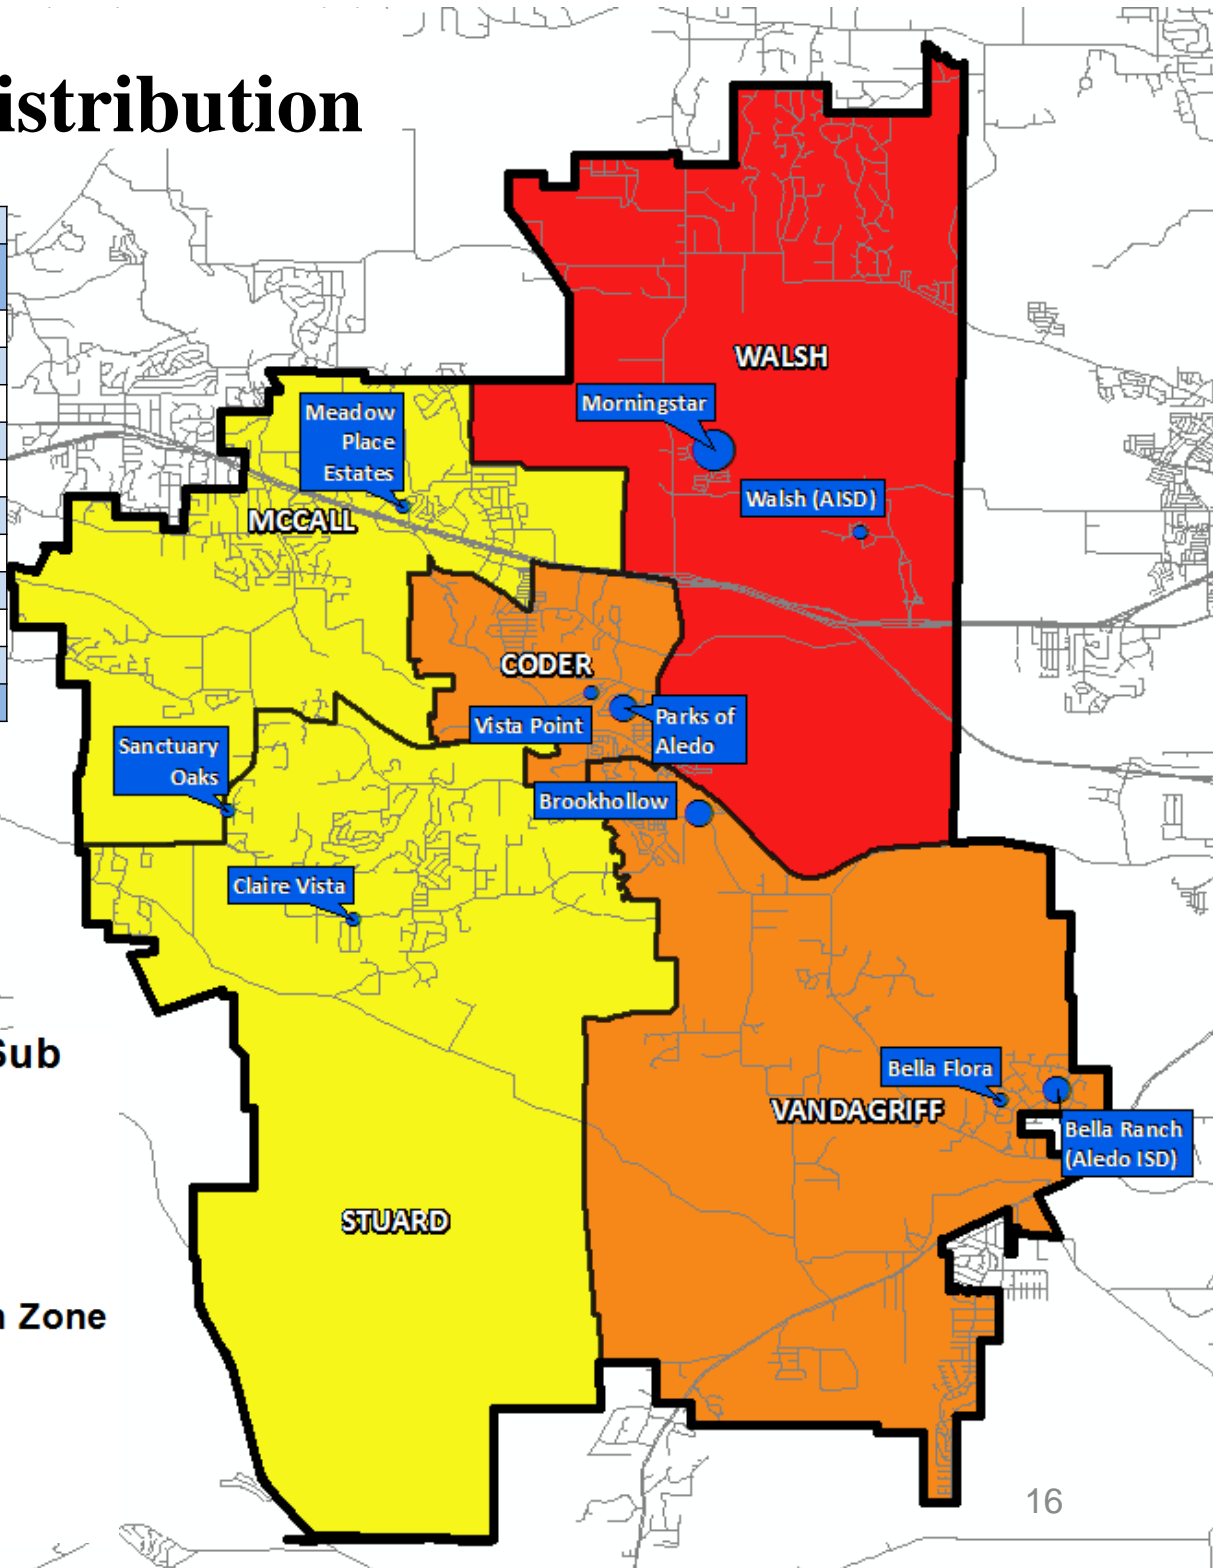 istribution
WALSH
Morningstar
Meadow
Place
Estates
Walsh (AISD)
MCCALL
CODER
Vista Point
Parks of
Aledo
Sanctuary
Oaks
Brookhollow
Claire Vista
Sub
Bella Flora
VANDAGRIFF
Bella Ranch
(Aledo ISD)
STUARD
n Zone
16